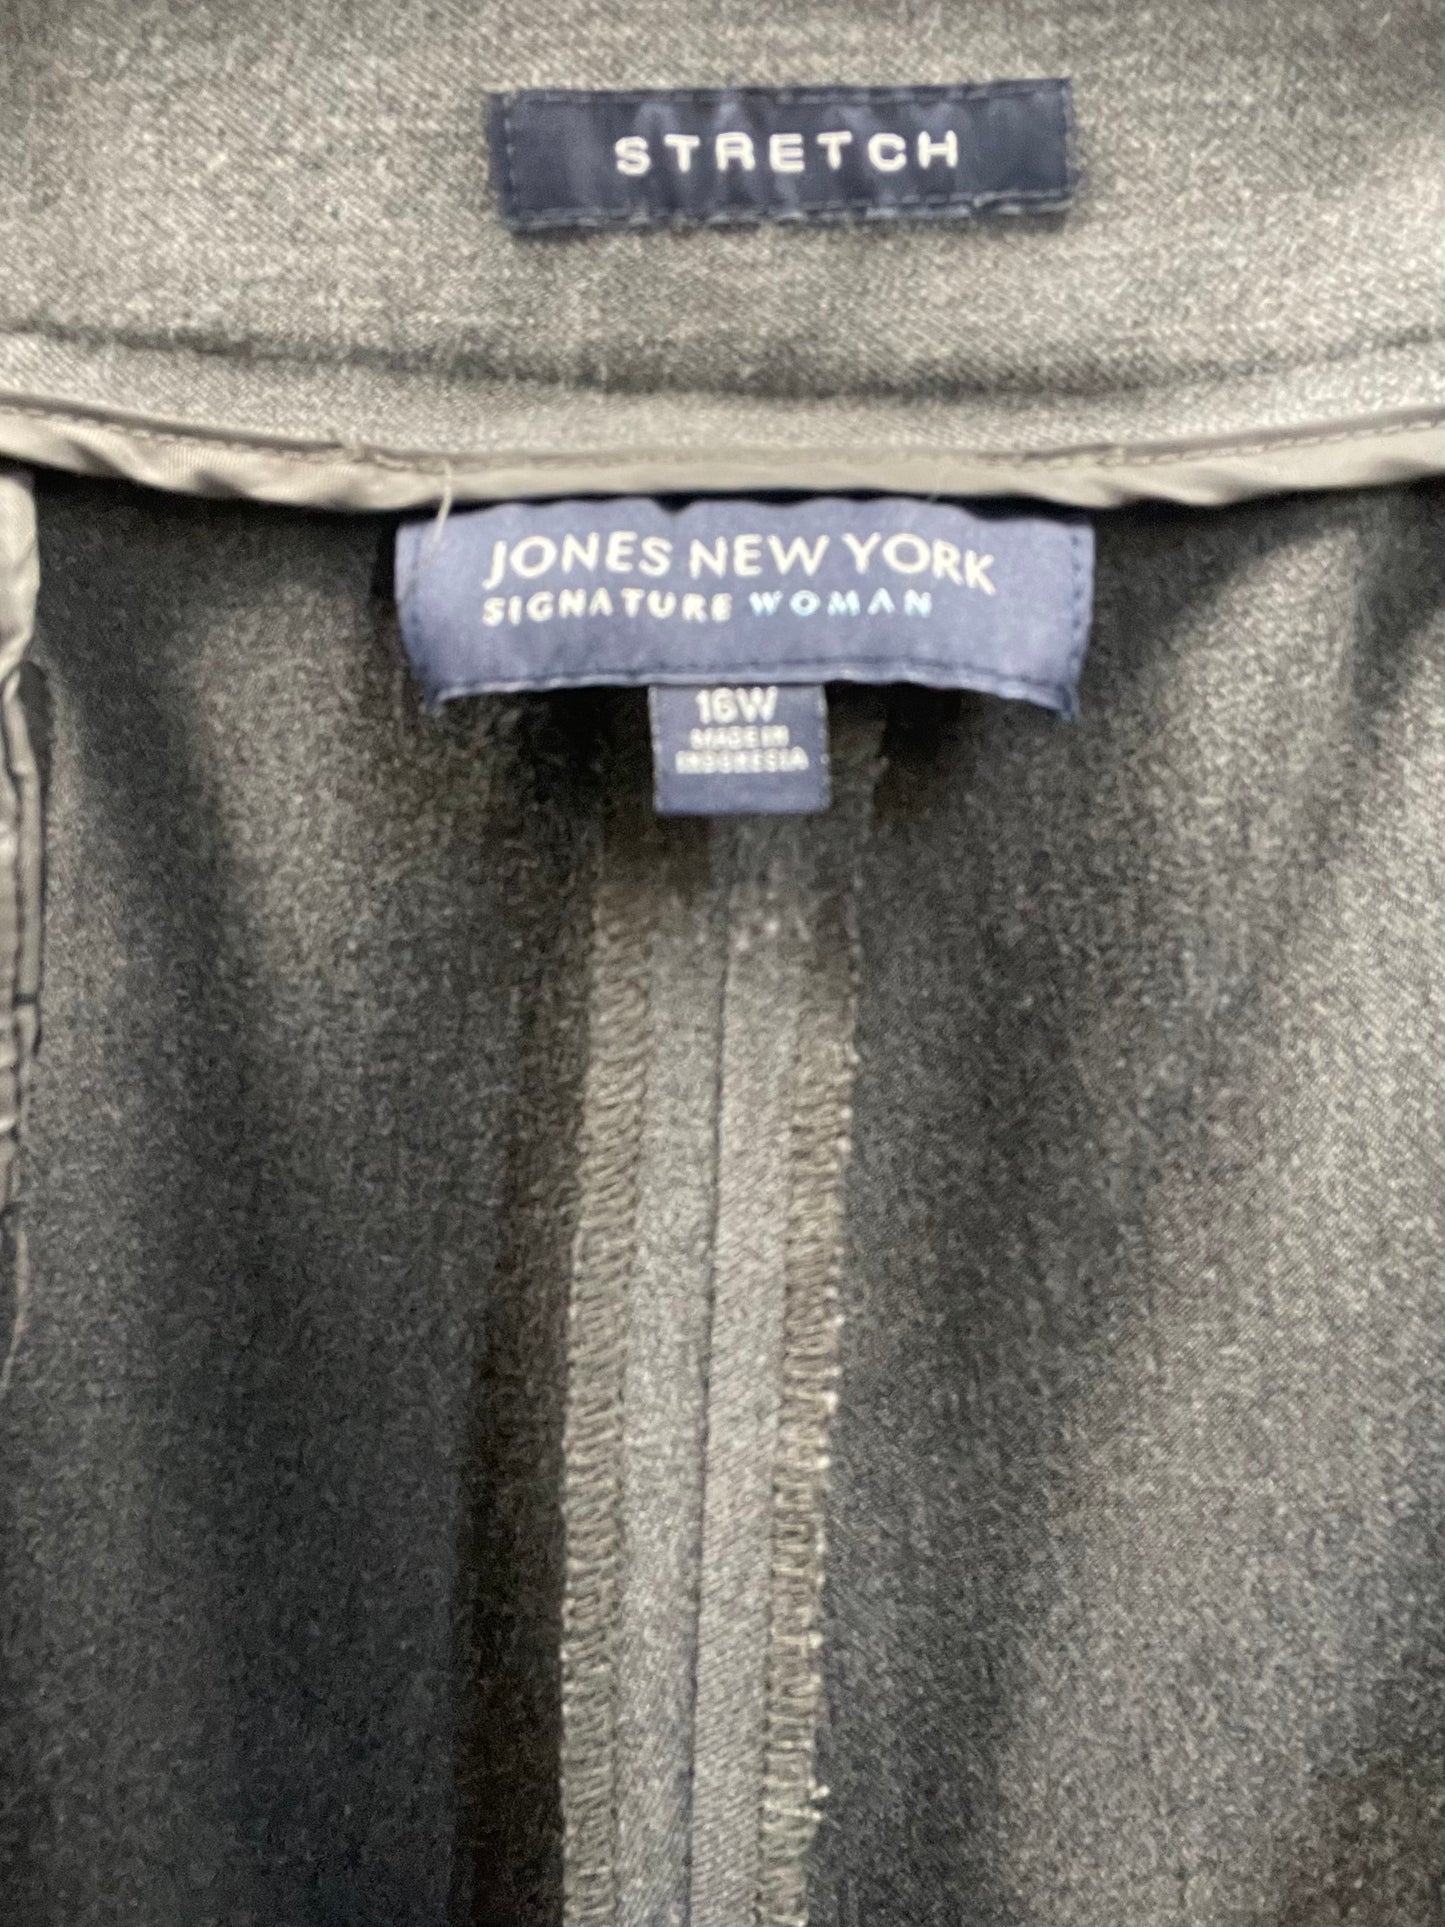 STRETCH
JONES NEW YORK
SIGNATURE WOMAN
16W
MADE IN
INDONESIA